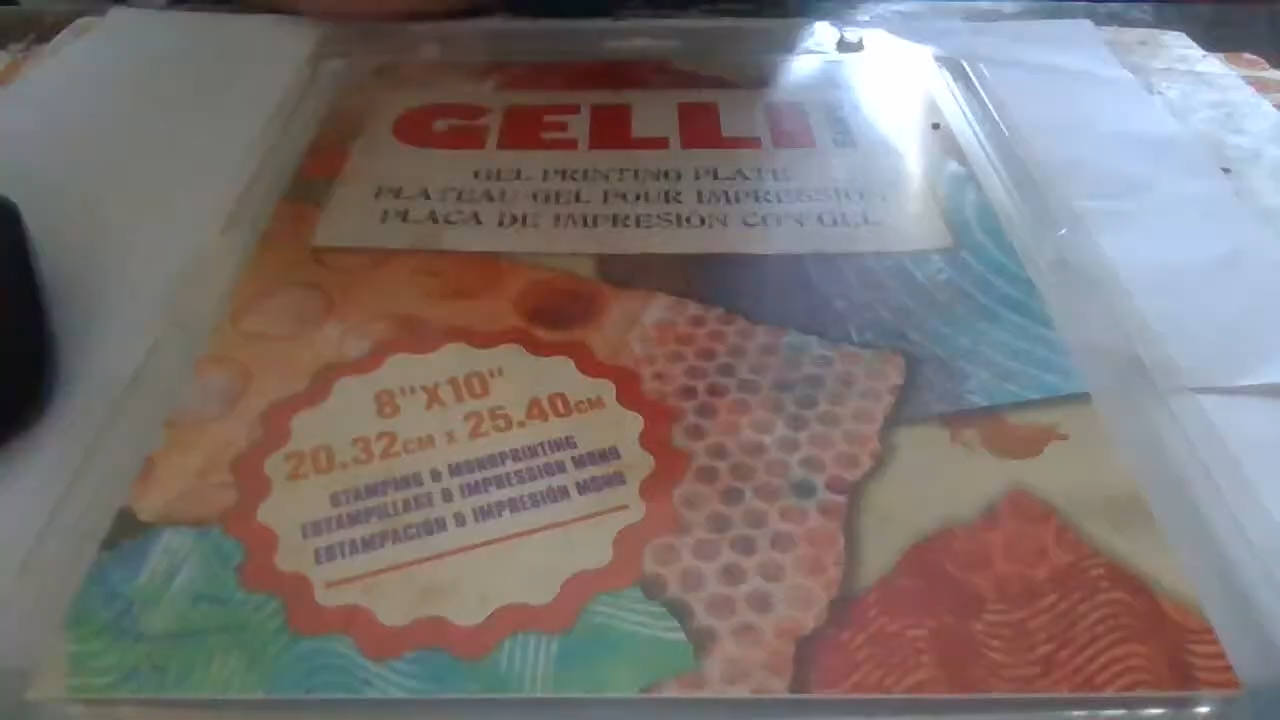 GELLI
GEL PRINTING PLATE
PLATEAU GEL POUR IMPRESSION
PLACA DE IMPRESIÓN CON GEL
8"X10"
20.32CM X 25.40CM
STAMPING & MONOPRINTING
ESTAMPILLAGE & IMPRESSION MONO
ESTAMPACIÓN & IMPRESIÓN MONO